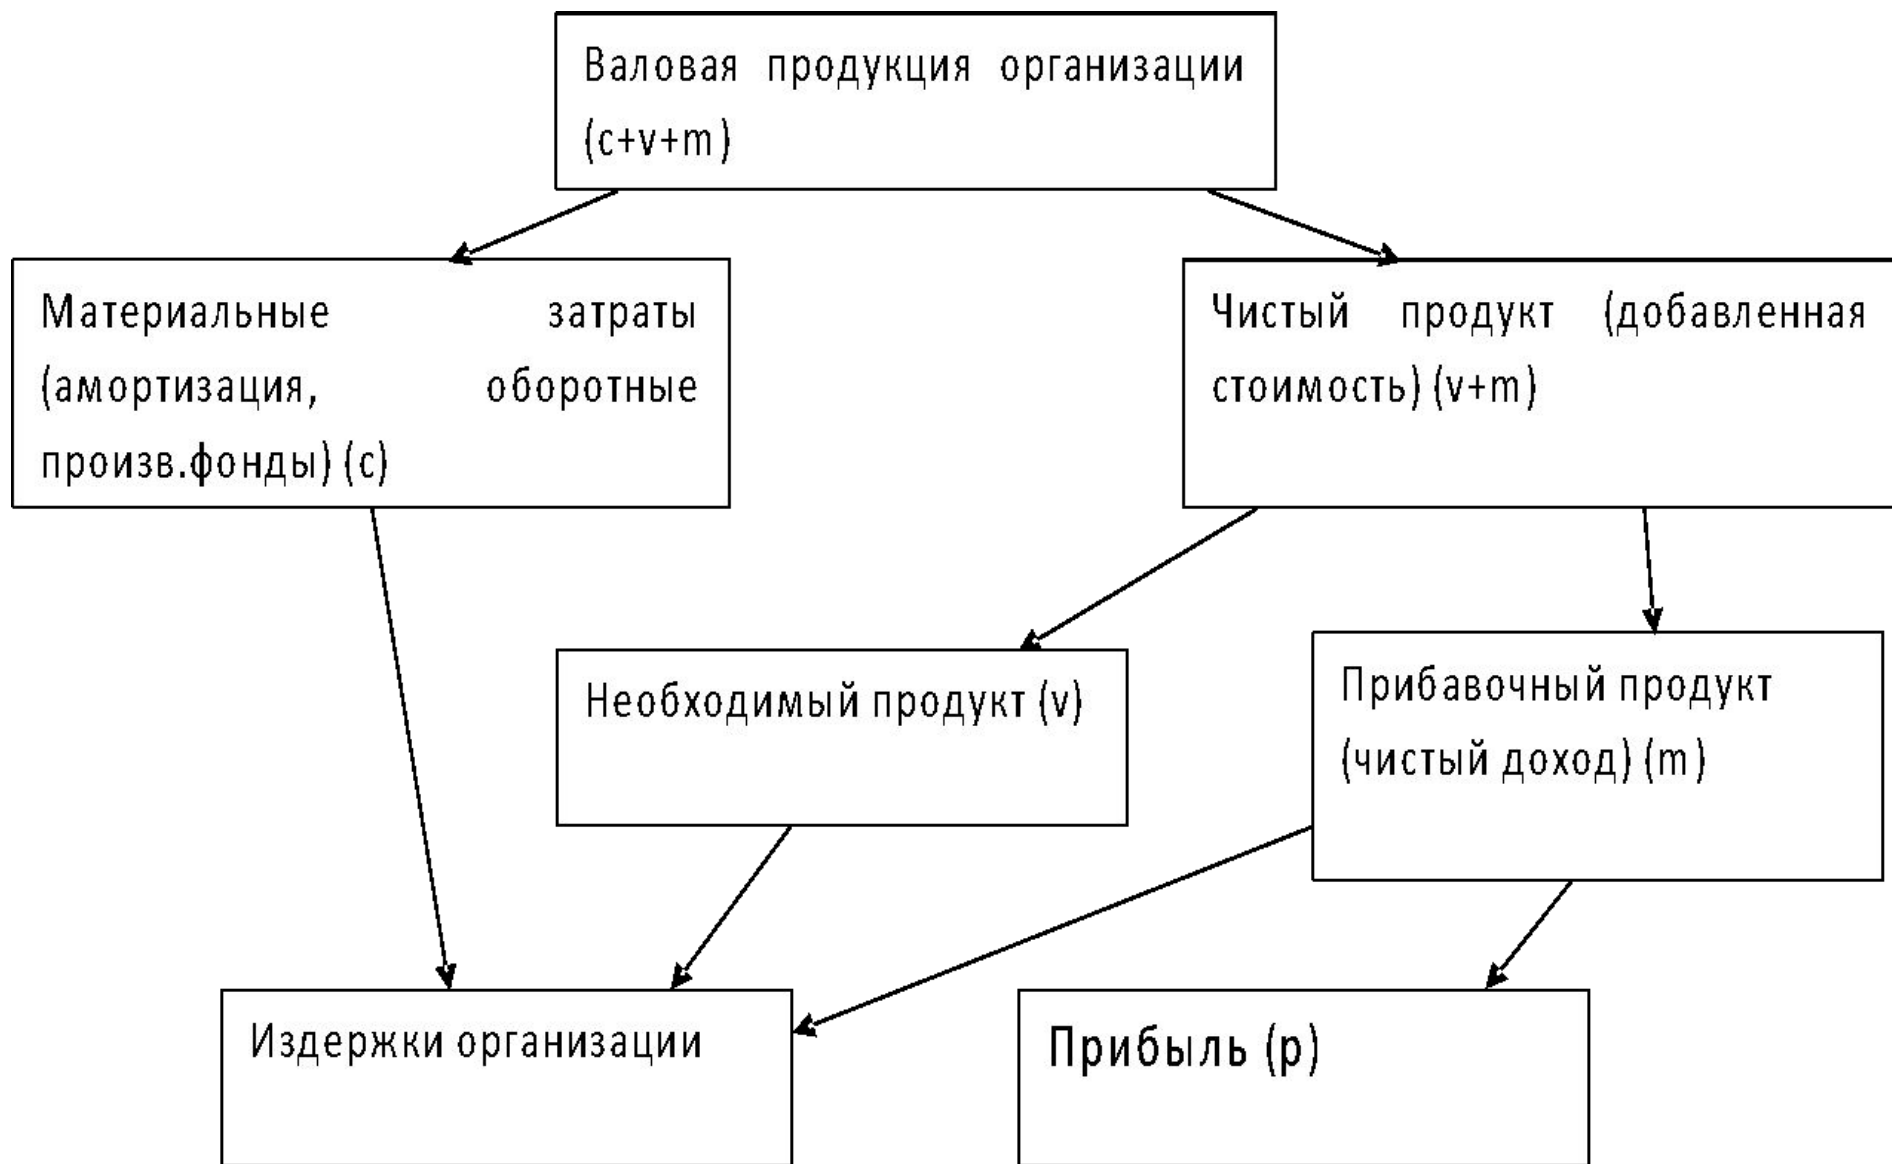 Валовая продукция организации
(c+v+m)
Материальные затраты
(амортизация, оборотные
произв.фонды) (c)
Чистый продукт (добавленная
стоимость) (v+m)
Необходимый продукт (v)
Прибавочный продукт
(чистый доход) (m)
Издержки организации
Прибыль (p)